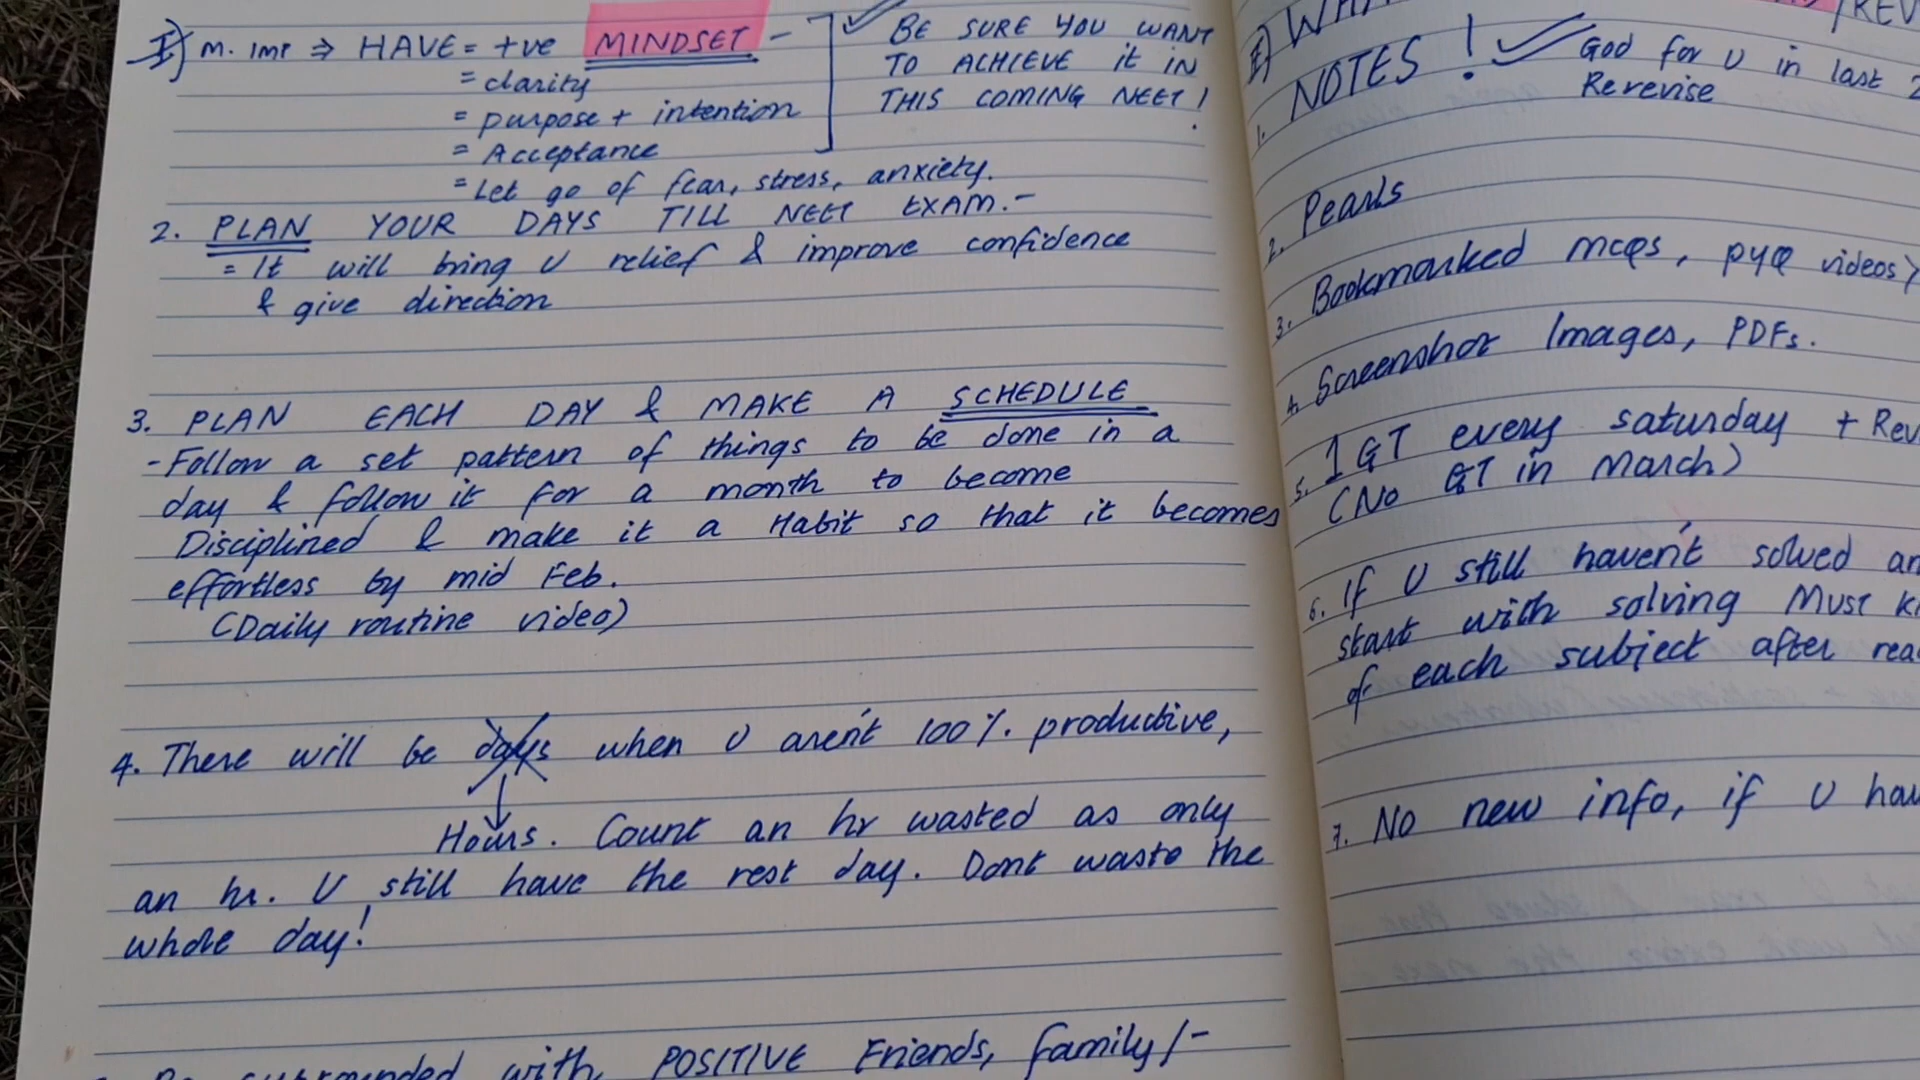 I) M. Imp ⇒ HAVE = +ve MINDSET -
= clarity
= purpose + intention
= Acceptance
= Let go of fear, stress, anxiety.
BE SURE YOU WANT
TO ACHIEVE it IN
THIS COMING NEET!
2. PLAN YOUR DAYS TILL NEET EXAM.-
= It will bring U relief & improve confidence
& give direction
3. PLAN EACH DAY & MAKE A SCHEDULE
- Follow a set pattern of things to be done in a
day & follow it for a month to become
Disciplined & make it a Habit so that it becomes
effortless by mid Feb.
(Daily routine video)
4. There will be days when U aren't 100%. productive,
Hours. Count an hr wasted as only
an hr. U still have the rest day. Dont waste the
whole day!
surrounded with POSITIVE Friends, family/-
II)
1. NOTES! God for U in last 2
Rerevise
2. Pearls
3. Bookmarked mcqs, pyq videos)
4. Screenshot Images, PDFs.
5. 1 GT every saturday + Rev
(No GT in March)
6. If U still haven't solved an
start with solving Must k
of each subject after rea
7. No new info, if U hav